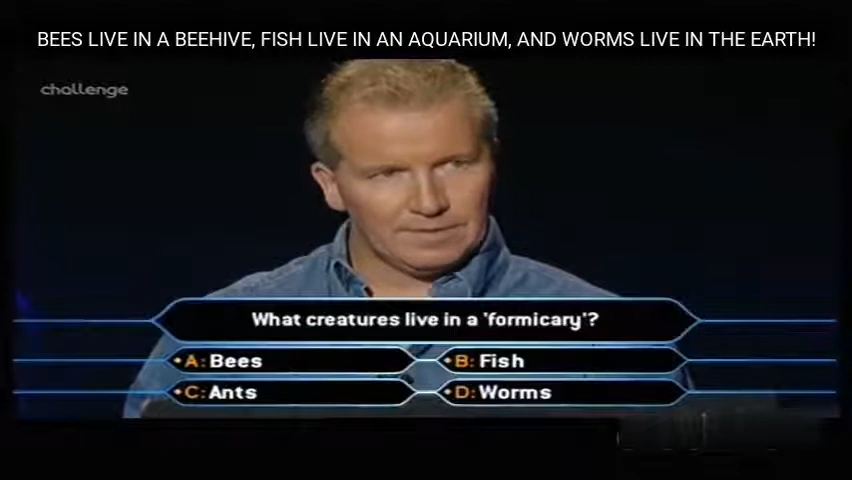 BEES LIVE IN A BEEHIVE, FISH LIVE IN AN AQUARIUM, AND WORMS LIVE IN THE EARTH!
challenge
What creatures live in a 'formicary'?
A: Bees
B: Fish
C: Ants
D: Worms